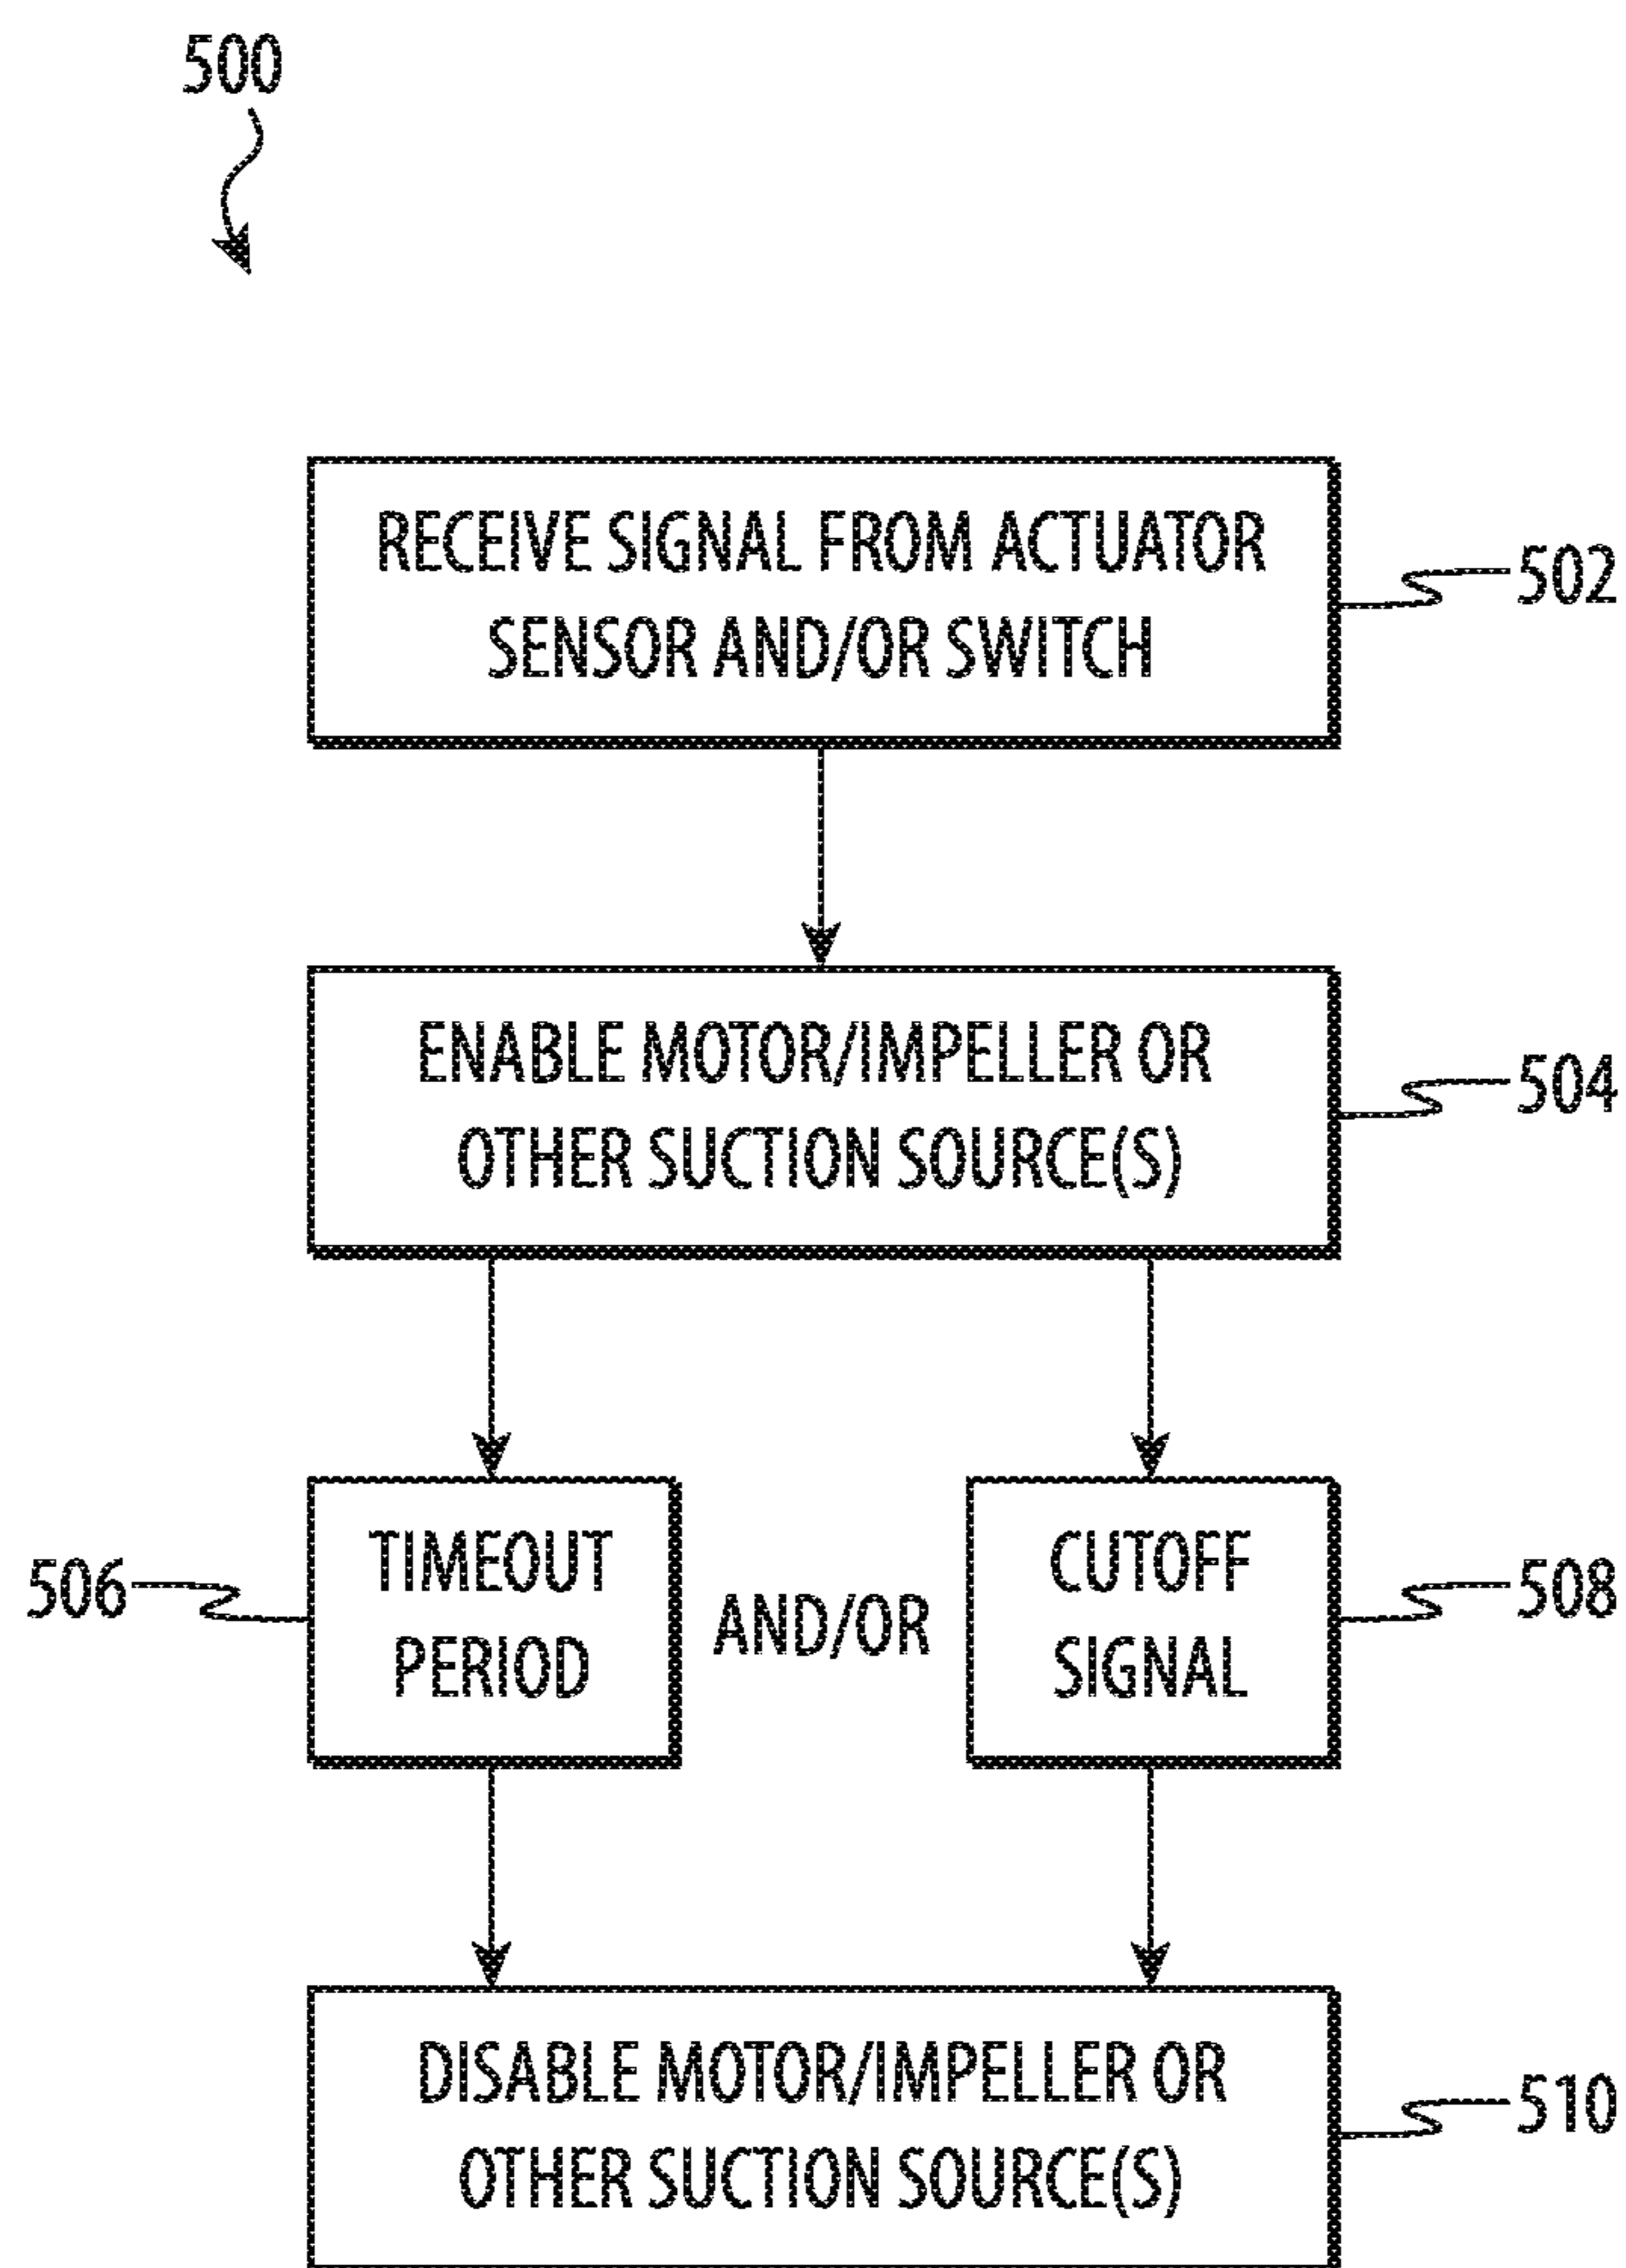 500
RECEIVE SIGNAL FROM ACTUATOR
SENSOR AND/OR SWITCH
502
ENABLE MOTOR/IMPELLER OR
OTHER SUCTION SOURCE(S)
504
506
TIMEOUT
PERIOD
AND/OR
CUTOFF
SIGNAL
508
DISABLE MOTOR/IMPELLER OR
OTHER SUCTION SOURCE(S)
510